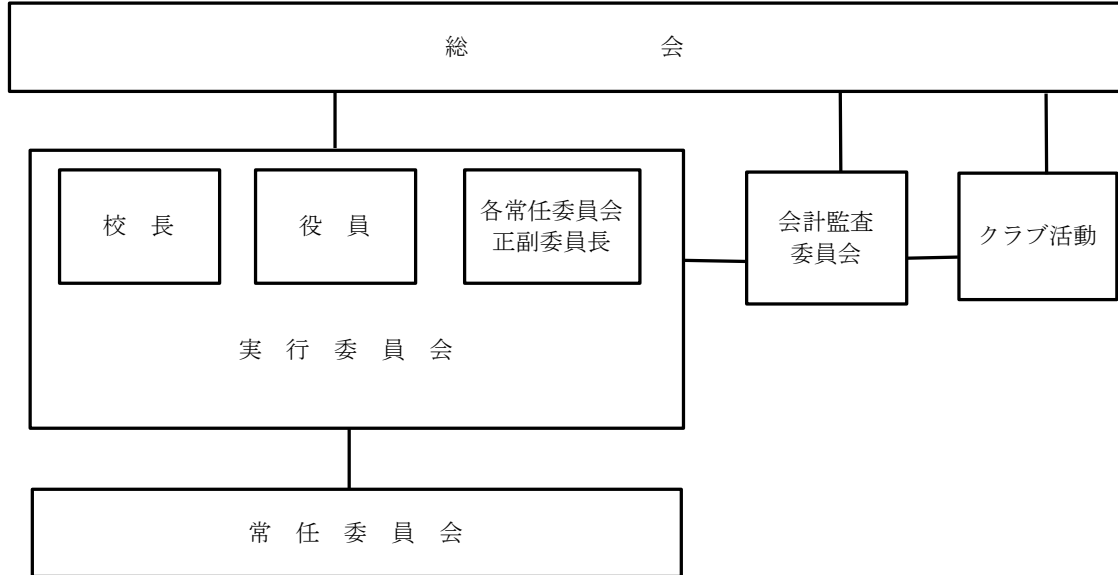 総　会
校　長
役　員
各常任委員会
正副委員長
会計監査
委員会
クラブ活動
実　行　委　員　会
常　任　委　員　会